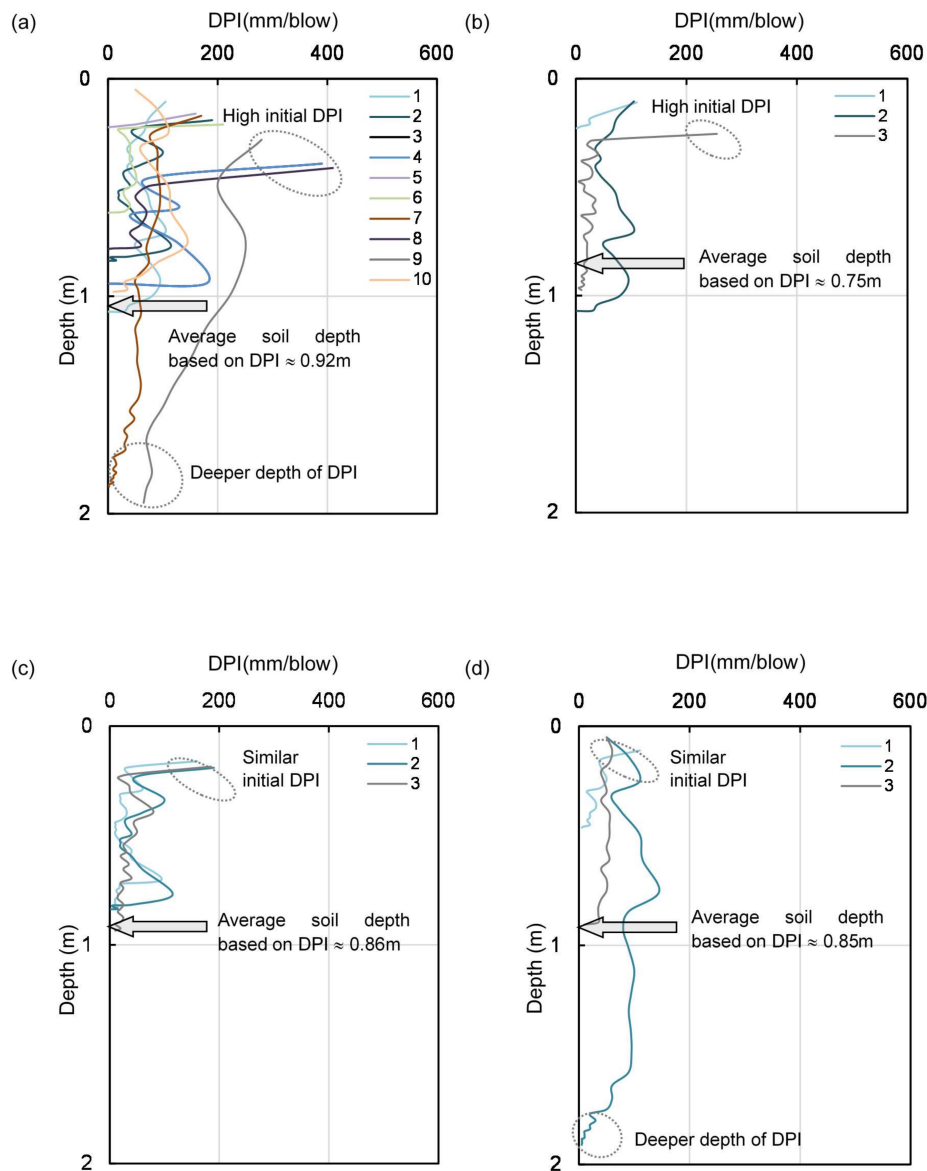 (a)
DPI(mm/blow)
0 200 400 600
0
1
2
Depth (m)
High initial DPI
1
2
3
4
5
6
7
8
9
10
Average soil depth
based on DPI ≈ 0.92m
Deeper depth of DPI
(b)
DPI(mm/blow)
0 200 400 600
0
1
2
Depth (m)
High initial DPI
1
2
3
Average soil depth
based on DPI ≈ 0.75m
(c)
DPI(mm/blow)
0 200 400 600
0
1
2
Depth (m)
Similar
initial DPI
1
2
3
Average soil depth
based on DPI ≈ 0.86m
(d)
DPI(mm/blow)
0 200 400 600
0
1
2
Depth (m)
Similar
initial DPI
1
2
3
Average soil depth
based on DPI ≈ 0.85m
Deeper depth of DPI